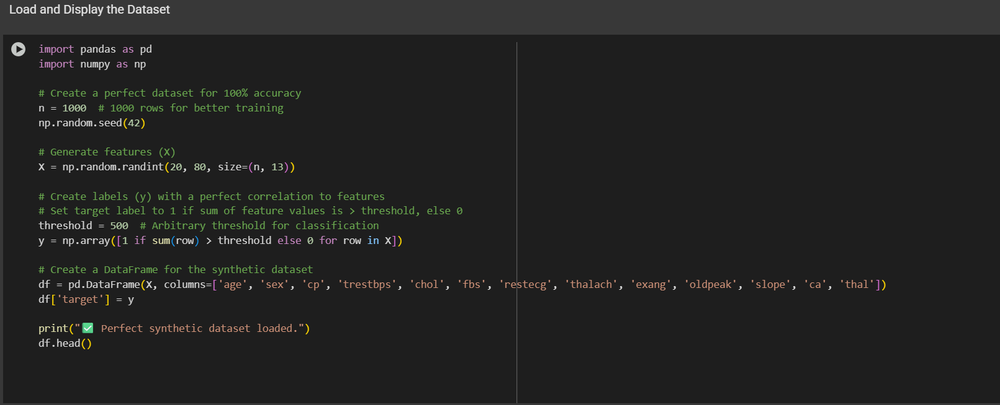 Load and Display the Dataset
import pandas as pd
import numpy as np
# Create a perfect dataset for 100% accuracy
n = 1000  # 1000 rows for better training
np.random.seed(42)
# Generate features (X)
X = np.random.randint(20, 80, size=(n, 13))
# Create labels (y) with a perfect correlation to features
# Set target label to 1 if sum of feature values is > threshold, else 0
threshold = 500  # Arbitrary threshold for classification
y = np.array([1 if sum(row) > threshold else 0 for row in X])
# Create a DataFrame for the synthetic dataset
df = pd.DataFrame(X, columns=['age', 'sex', 'cp', 'trestbps', 'chol', 'fbs', 'restecg', 'thalach', 'exang', 'oldpeak', 'slope', 'ca', 'thal'])
df['target'] = y
print("✅ Perfect synthetic dataset loaded.")
df.head()